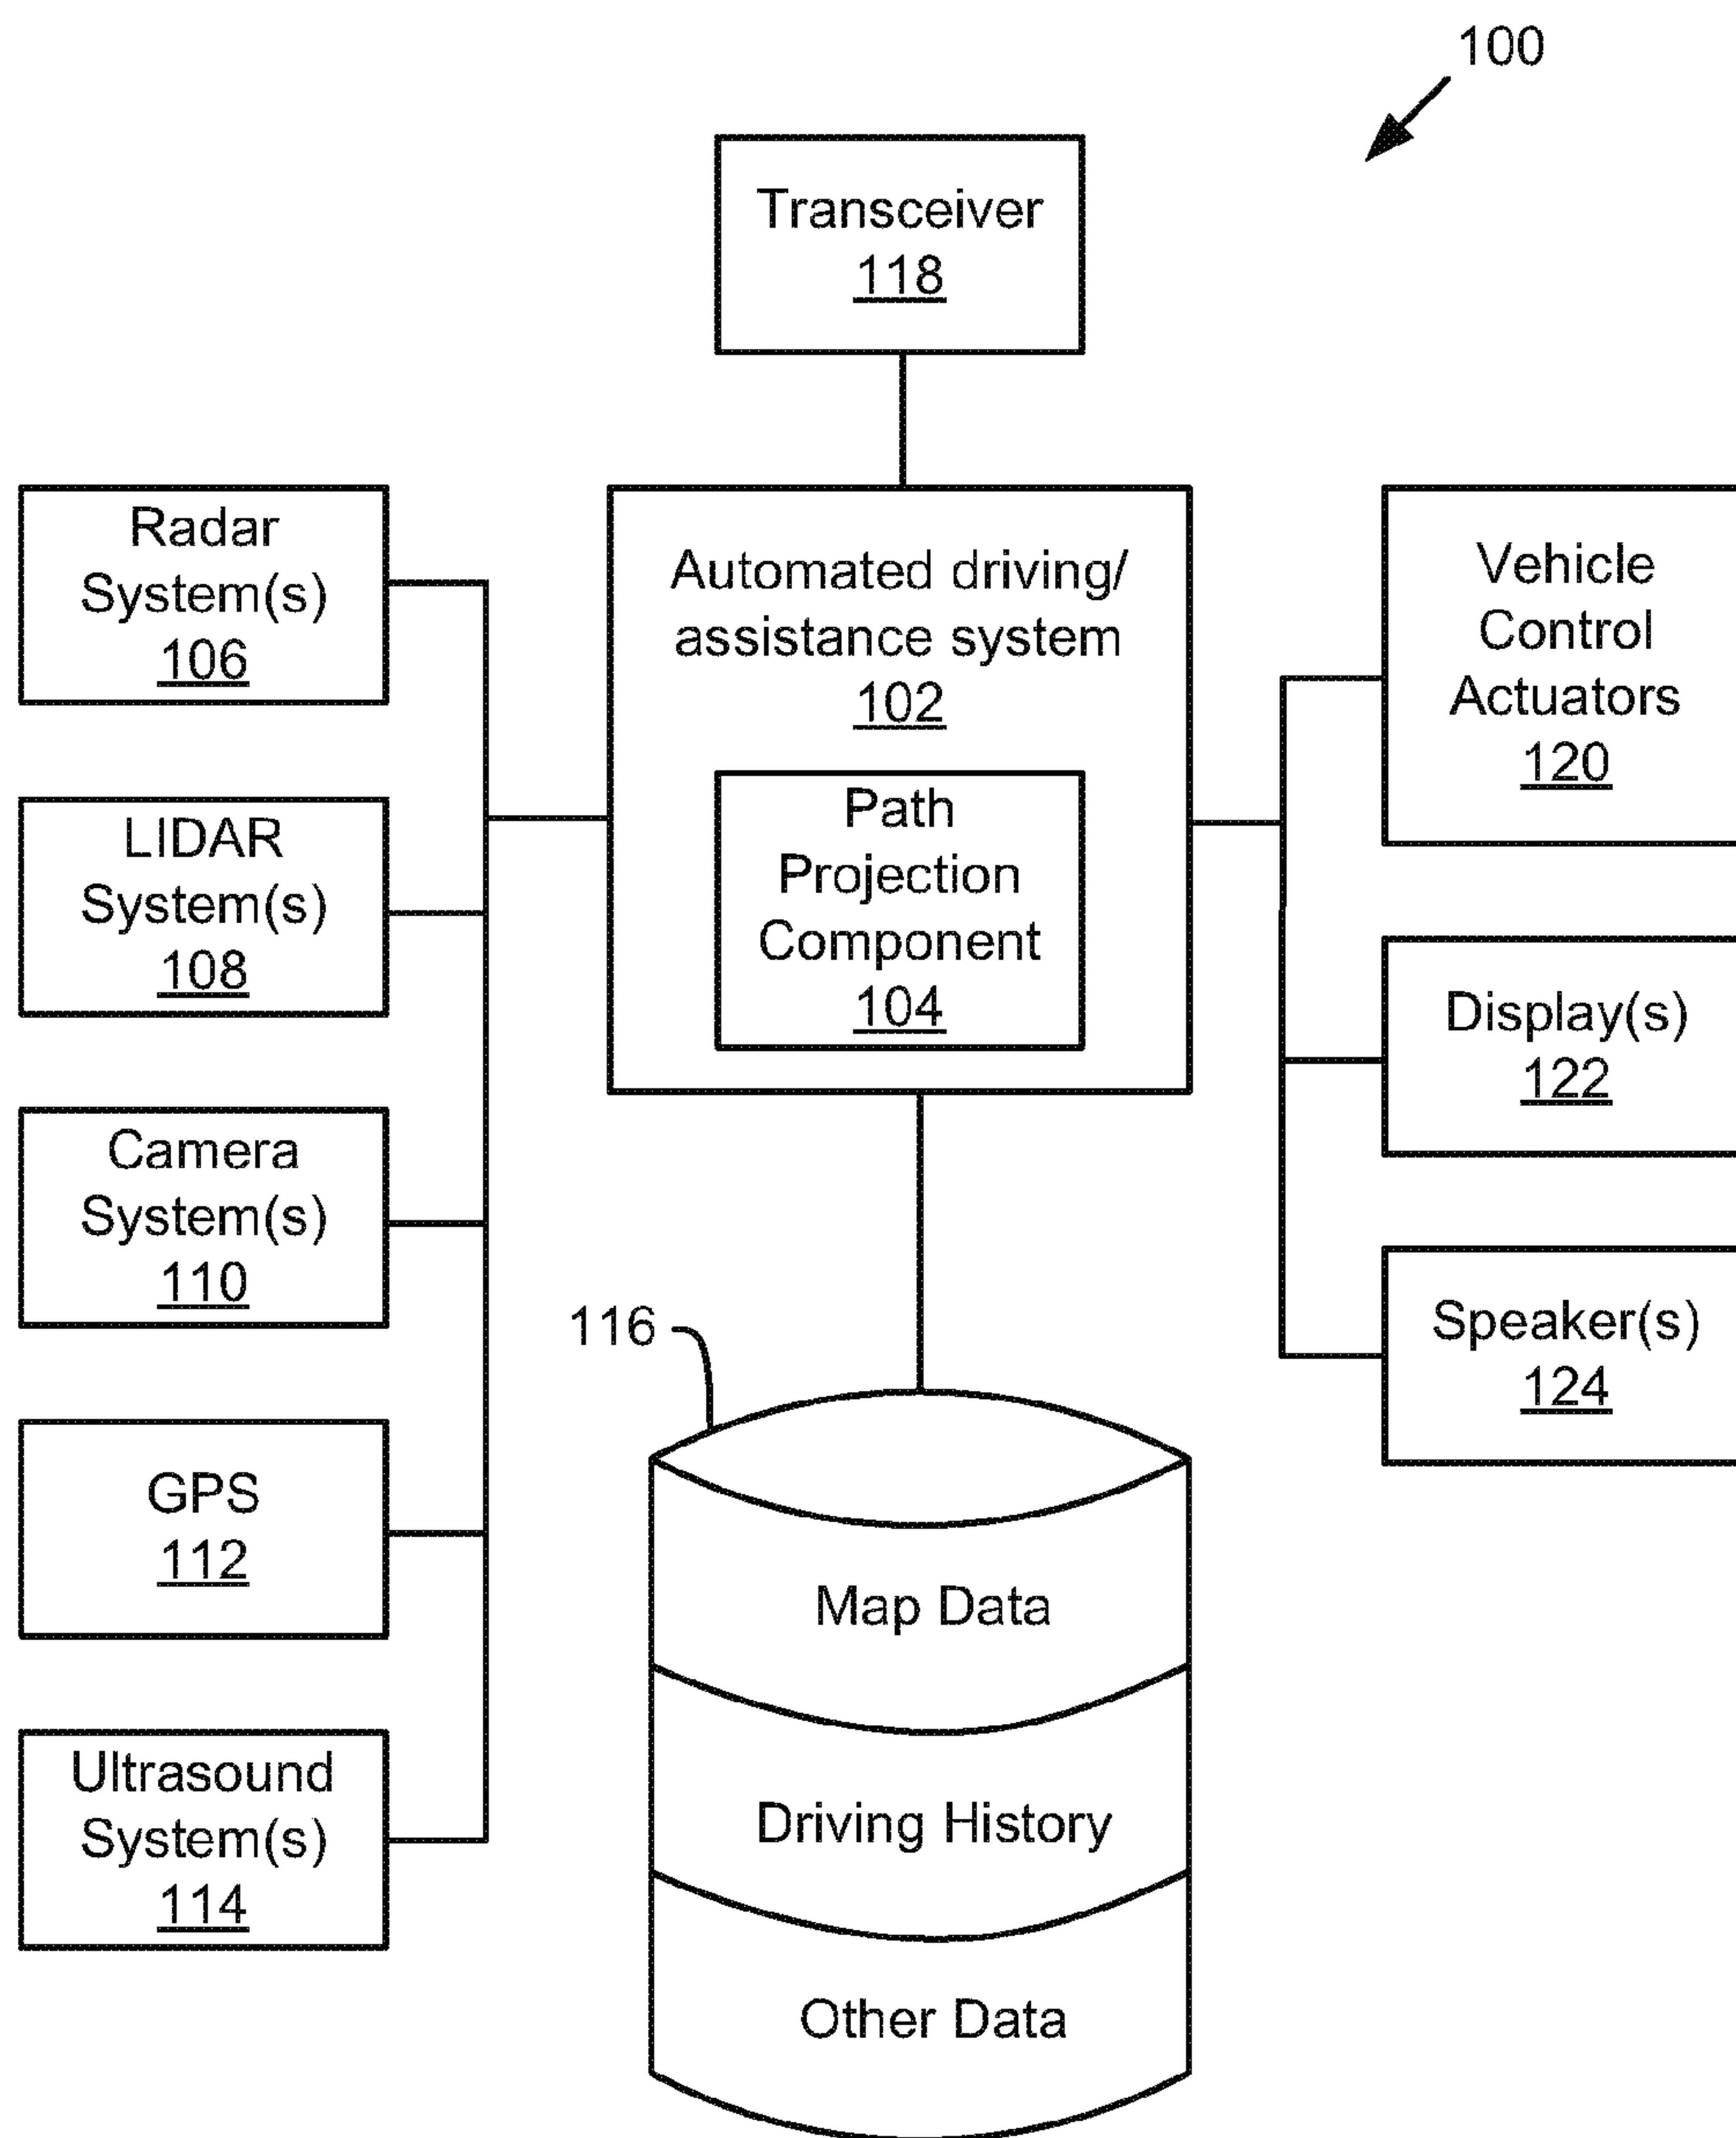 100
Transceiver
118
Radar
System(s)
106
LIDAR
System(s)
108
Camera
System(s)
110
GPS
112
Ultrasound
System(s)
114
Automated driving/
assistance system
102
Path
Projection
Component
104
Vehicle
Control
Actuators
120
Display(s)
122
Speaker(s)
124
116
Map Data
Driving History
Other Data